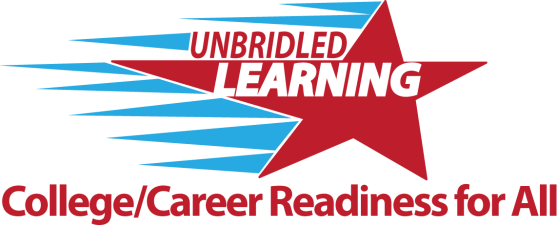 UNBRIDLED
LEARNING
College/Career Readiness for All